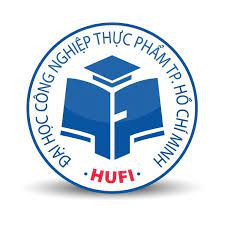 ĐẠI HỌC CÔNG NGHIỆP THỰC PHẨM TP. HỒ CHÍ MINH
HUFI